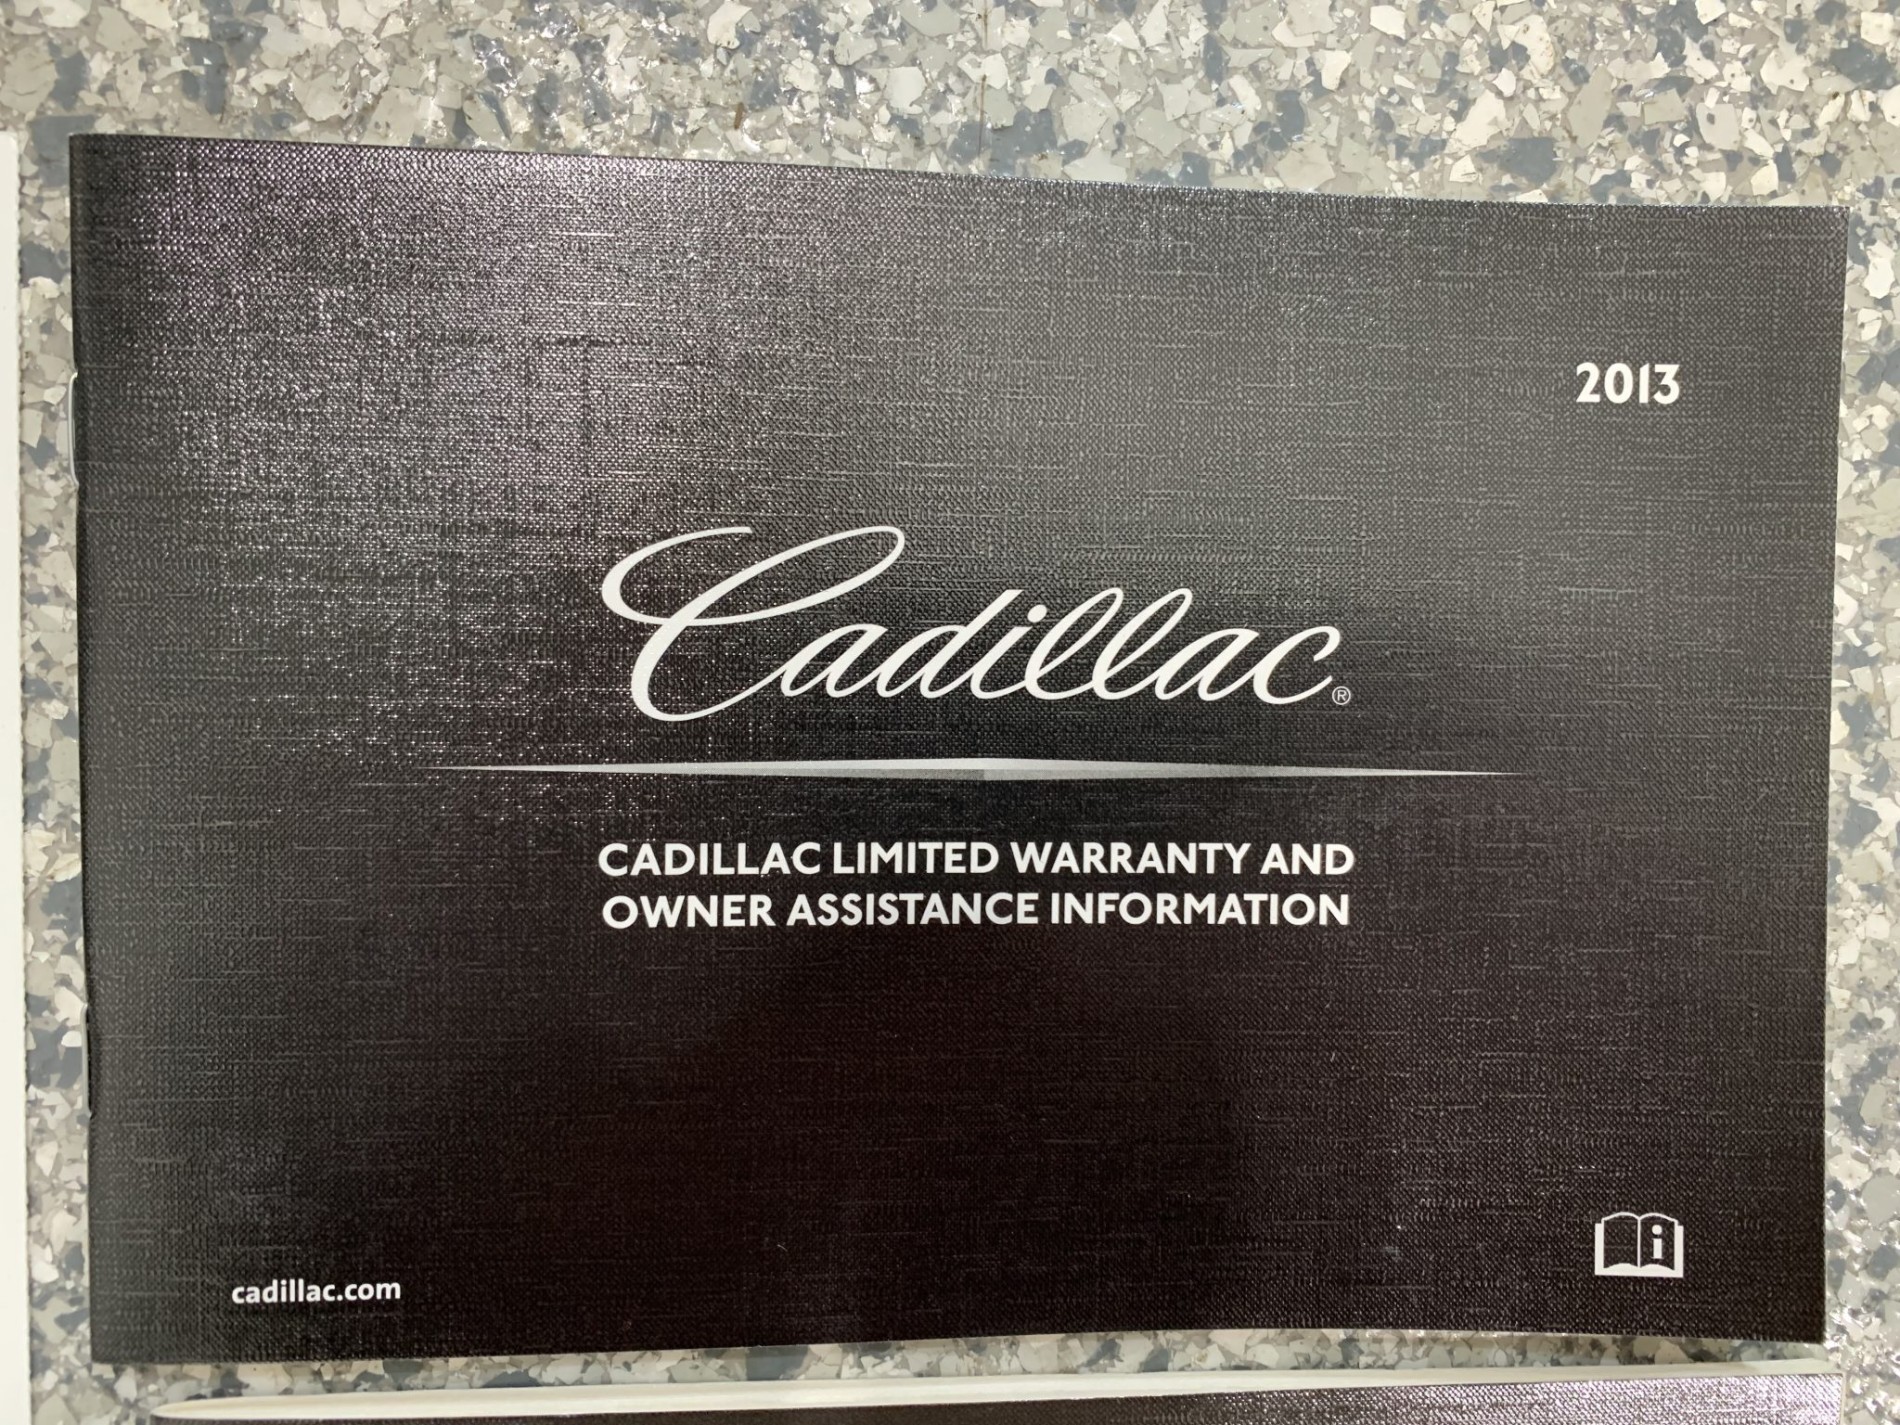 2013
Cadillac®
CADILLAC LIMITED WARRANTY AND
OWNER ASSISTANCE INFORMATION
i
cadillac.com